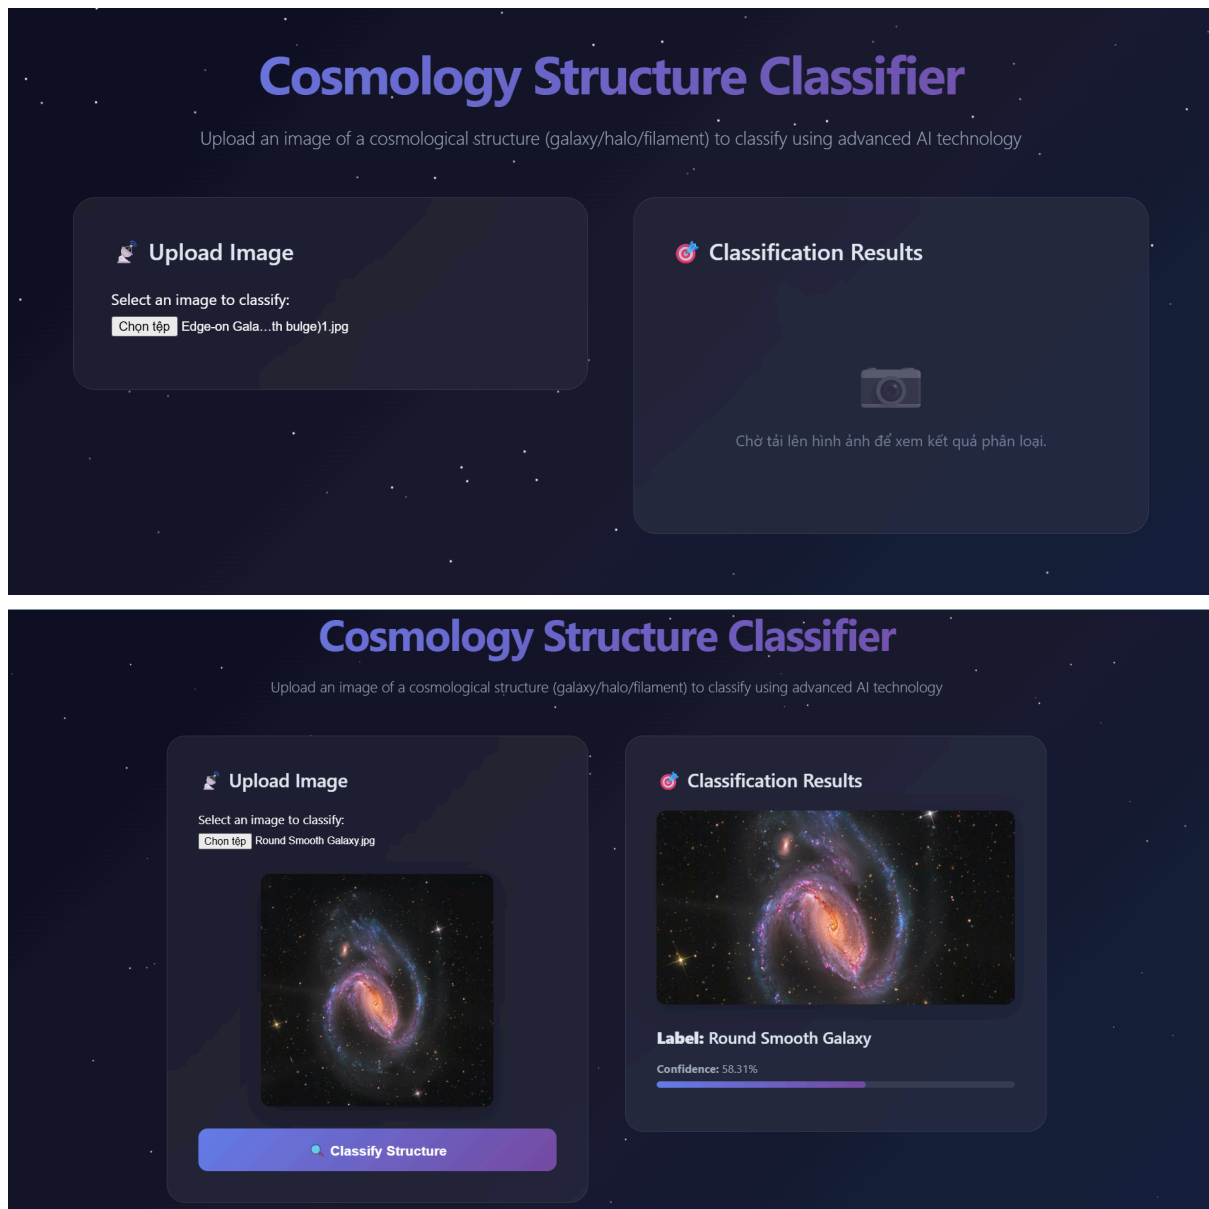 Cosmology Structure Classifier
Upload an image of a cosmological structure (galaxy/halo/filament) to classify using advanced AI technology
Upload Image
Select an image to classify:
Chọn tệp Edge-on Gala...th bulge)1.jpg
Classification Results
Chờ tải lên hình ảnh để xem kết quả phân loại.
Cosmology Structure Classifier
Upload an image of a cosmological structure (galaxy/halo/filament) to classify using advanced AI technology
Upload Image
Select an image to classify:
Chọn tệp Round Smooth Galaxy.jpg
Classify Structure
Classification Results
Label: Round Smooth Galaxy
Confidence: 58.31%